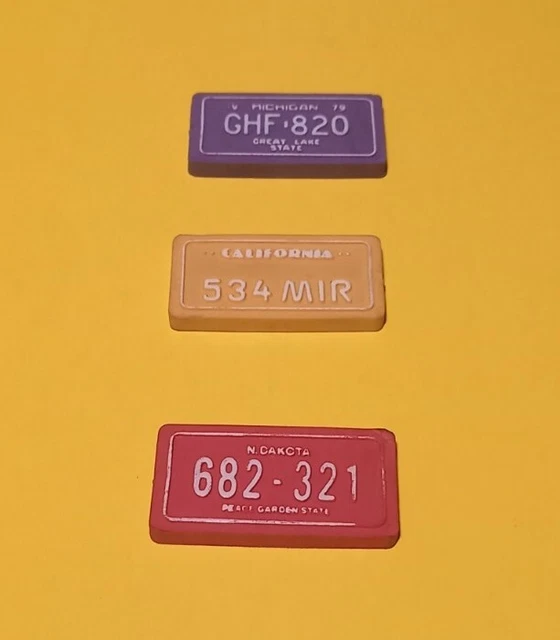 V MICHIGAN 79
GHF·820
GREAT LAKE
STATE
CALIFORNIA
534 MIR
N. DAKOTA
682-321
PEACE GARDEN STATE